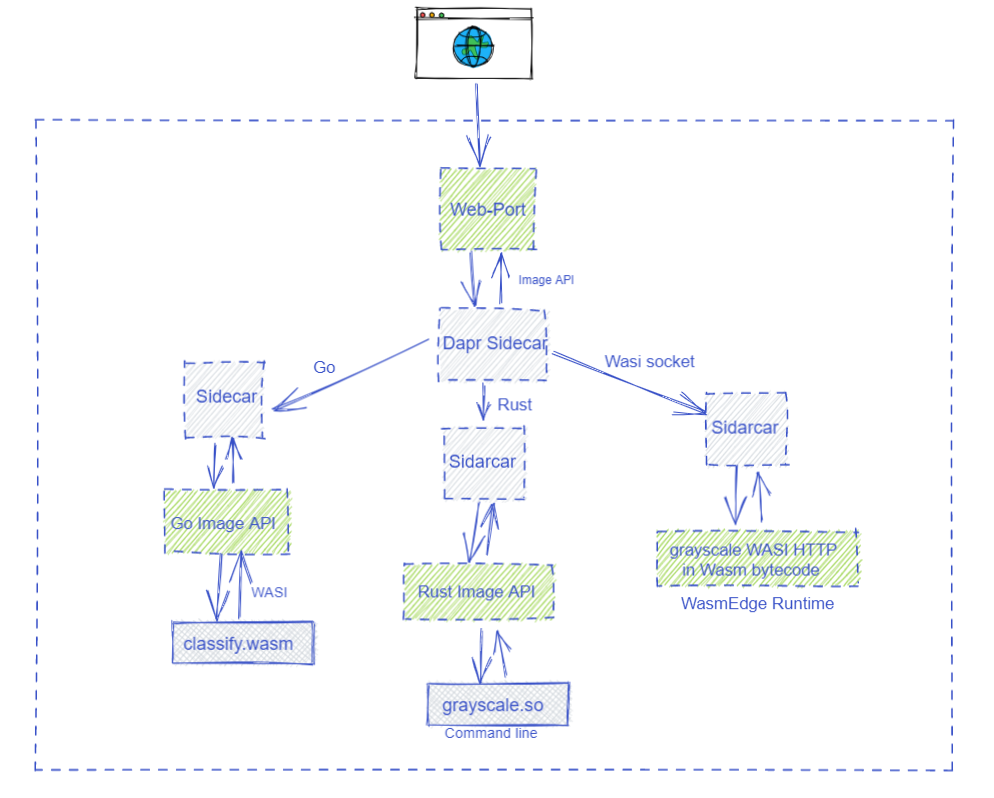 Web-Port
Image API
Dapr Sidecar
Go
Wasi socket
Rust
Sidecar
Sidarcar
Sidarcar
Go Image API
grayscale WASI HTTP
in Wasm bytecode
WasmEdge Runtime
WASI
Rust Image API
classify.wasm
grayscale.so
Command line